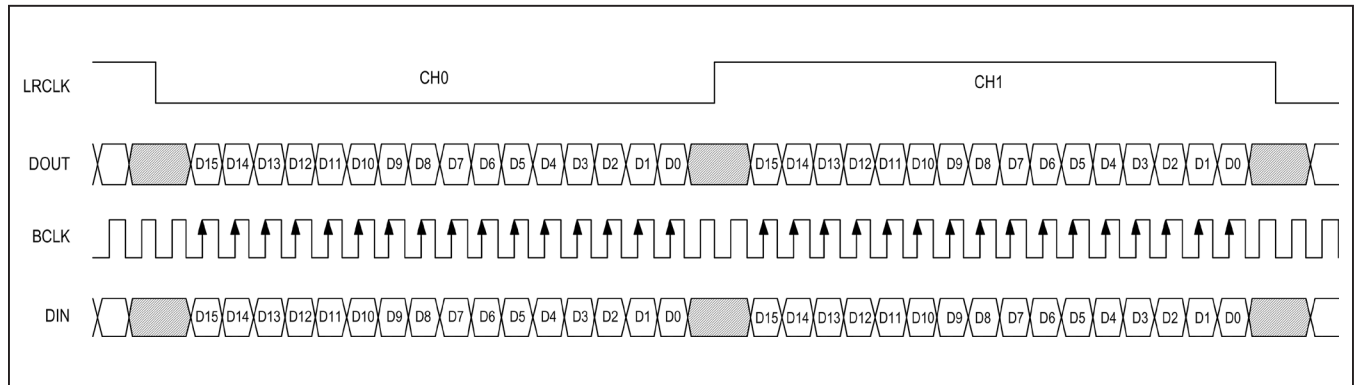 LRCLK CH0 CH1
DOUT D15 D14 D13 D12 D11 D10 D9 D8 D7 D6 D5 D4 D3 D2 D1 D0 D15 D14 D13 D12 D11 D10 D9 D8 D7 D6 D5 D4 D3 D2 D1 D0
BCLK
DIN D15 D14 D13 D12 D11 D10 D9 D8 D7 D6 D5 D4 D3 D2 D1 D0 D15 D14 D13 D12 D11 D10 D9 D8 D7 D6 D5 D4 D3 D2 D1 D0